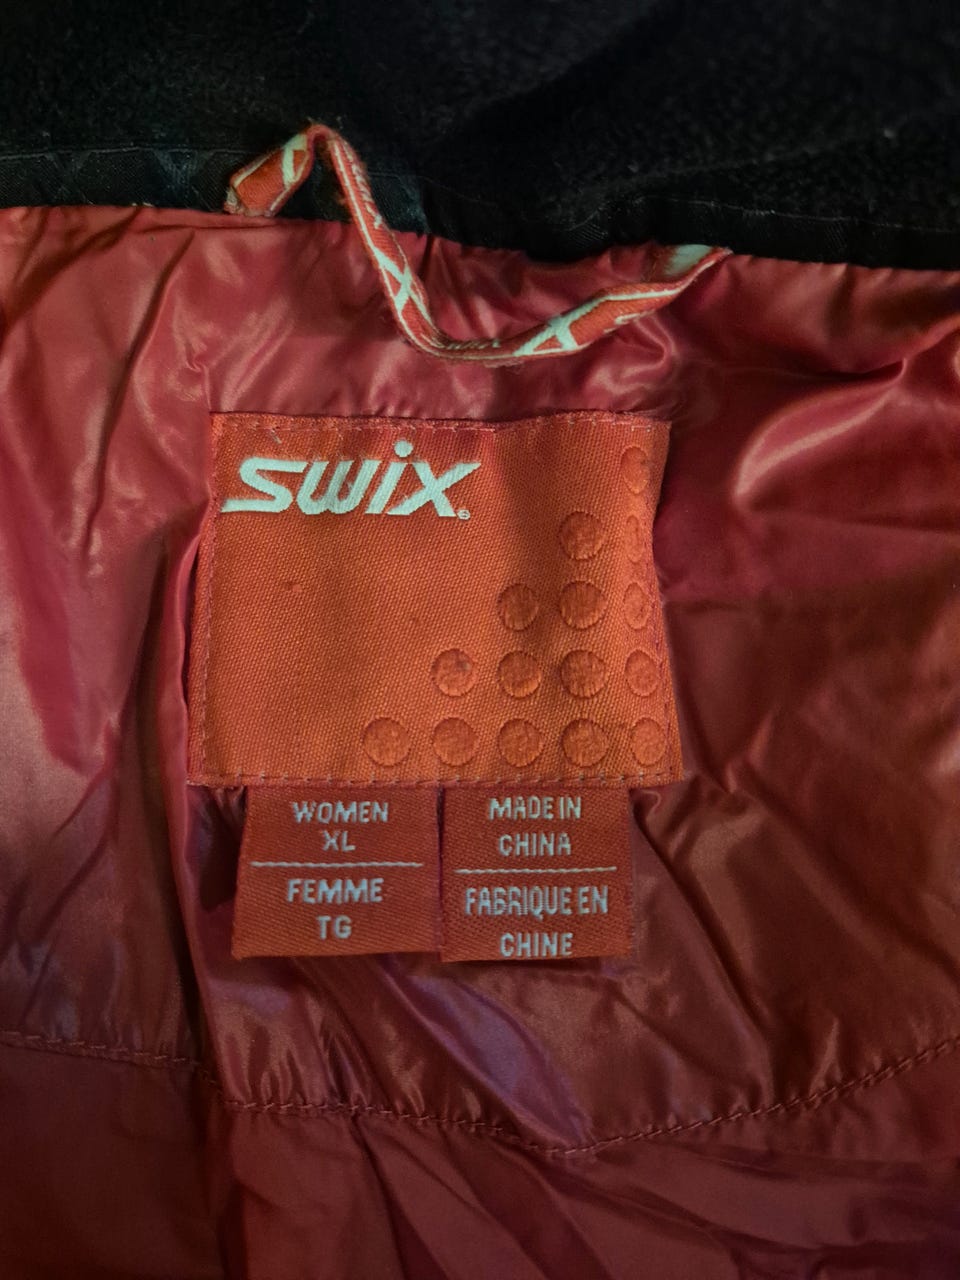 swix®
WOMEN
XL
FEMME
TG
MADE IN
CHINA
FABRIQUE EN
CHINE